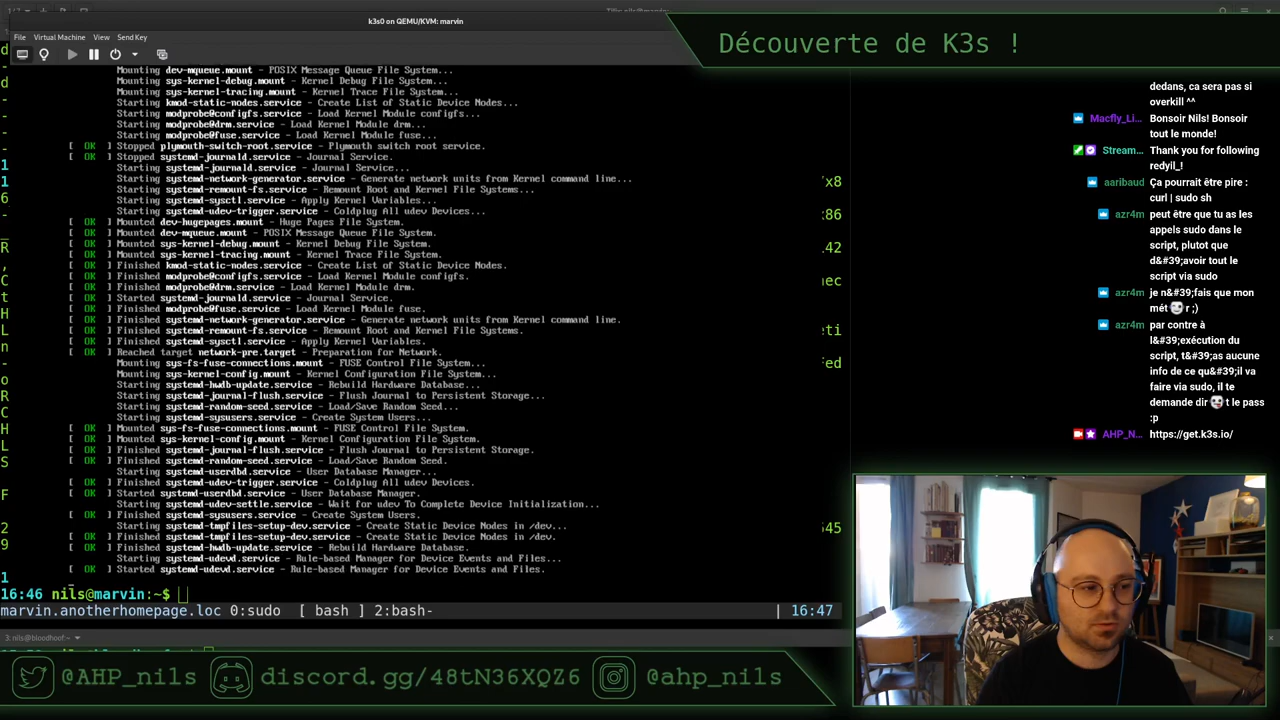 k3s0 on QEMU/KVM: marvin
File Virtual Machine View Send Key
Découverte de K3s !
Mounting dev-mqueue.mount - POSIX Message Queue File System...
Mounting sys-kernel-debug.mount - Kernel Debug File System...
Mounting sys-kernel-tracing.mount - Kernel Trace File System...
Starting kmod-static-nodes.service - Create List of Static Device Nodes...
Starting modprobe@configfs.service - Load Kernel Module configfs...
Starting modprobe@drm.service - Load Kernel Module drm...
Starting modprobe@fuse.service - Load Kernel Module fuse...
[ OK ] Stopped plymouth-switch-root.service - Plymouth switch root service.
[ OK ] Stopped systemd-journald.service - Journal Service.
Starting systemd-journald.service - Journal Service...
Starting systemd-network-generator.service - Generate network units from Kernel command line...
Starting systemd-remount-fs.service - Remount Root and Kernel File Systems...
Starting systemd-sysctl.service - Apply Kernel Variables...
Starting systemd-udev-trigger.service - Coldplug All udev Devices...
[ OK ] Mounted dev-hugepages.mount - Huge Pages File System.
[ OK ] Mounted dev-mqueue.mount - POSIX Message Queue File System.
[ OK ] Mounted sys-kernel-debug.mount - Kernel Debug File System.
[ OK ] Mounted sys-kernel-tracing.mount - Kernel Trace File System.
[ OK ] Finished kmod-static-nodes.service - Create List of Static Device Nodes.
[ OK ] Finished modprobe@configfs.service - Load Kernel Module configfs.
[ OK ] Finished modprobe@drm.service - Load Kernel Module drm.
[ OK ] Started systemd-journald.service - Journal Service.
[ OK ] Finished modprobe@fuse.service - Load Kernel Module fuse.
[ OK ] Finished systemd-network-generator.service - Generate network units from Kernel command line.
[ OK ] Finished systemd-remount-fs.service - Remount Root and Kernel File Systems.
[ OK ] Finished systemd-sysctl.service - Apply Kernel Variables.
[ OK ] Reached target network-pre.target - Preparation for Network.
Mounting sys-fs-fuse-connections.mount - FUSE Control File System...
Mounting sys-kernel-config.mount - Kernel Configuration File System...
Starting systemd-hwdb-update.service - Rebuild Hardware Database...
Starting systemd-journal-flush.service - Flush Journal to Persistent Storage...
Starting systemd-random-seed.service - Load/Save Random Seed...
Starting systemd-sysusers.service - Create System Users...
[ OK ] Mounted sys-fs-fuse-connections.mount - FUSE Control File System.
[ OK ] Mounted sys-kernel-config.mount - Kernel Configuration File System.
[ OK ] Finished systemd-journal-flush.service - Flush Journal to Persistent Storage.
[ OK ] Finished systemd-random-seed.service - Load/Save Random Seed.
Starting systemd-userdbd.service - User Database Manager...
[ OK ] Finished systemd-udev-trigger.service - Coldplug All udev Devices.
[ OK ] Started systemd-userdbd.service - User Database Manager.
Starting systemd-udev-settle.service - Wait for udev To Complete Device Initialization...
[ OK ] Finished systemd-sysusers.service - Create System Users.
Starting systemd-tmpfiles-setup-dev.service - Create Static Device Nodes in /dev...
[ OK ] Finished systemd-tmpfiles-setup-dev.service - Create Static Device Nodes in /dev.
[ OK ] Finished systemd-hwdb-update.service - Rebuild Hardware Database.
Starting systemd-udevd.service - Rule-based Manager for Device Events and Files...
[ OK ] Started systemd-udevd.service - Rule-based Manager for Device Events and Files.
16:46 nils@marvin:~$
marvin.anotherhomepage.loc 0:sudo [ bash ] 2:bash- | 16:47
3: nils@bloodhoof:~
dedans, ca sera pas si
overkill ^^
Macfly_Li... Bonsoir Nils! Bonsoir
tout le monde!
Stream... Thank you for following
redyil_!
aaribaud Ça pourrait être pire :
curl | sudo sh
azr4m peut être que tu as les
appels sudo dans le
script, plutot que
d&#39;avoir tout le
script via sudo
azr4m je n&#39;fais que mon
mét r ;)
azr4m par contre à
l&#39;exécution du
script, t&#39;as aucune
info de ce qu&#39;il va
faire via sudo, il te
demande dir t le pass
:p
AHP_N... https://get.k3s.io/
@AHP_nils discord.gg/48tN36XQZ6 @ahp_nils